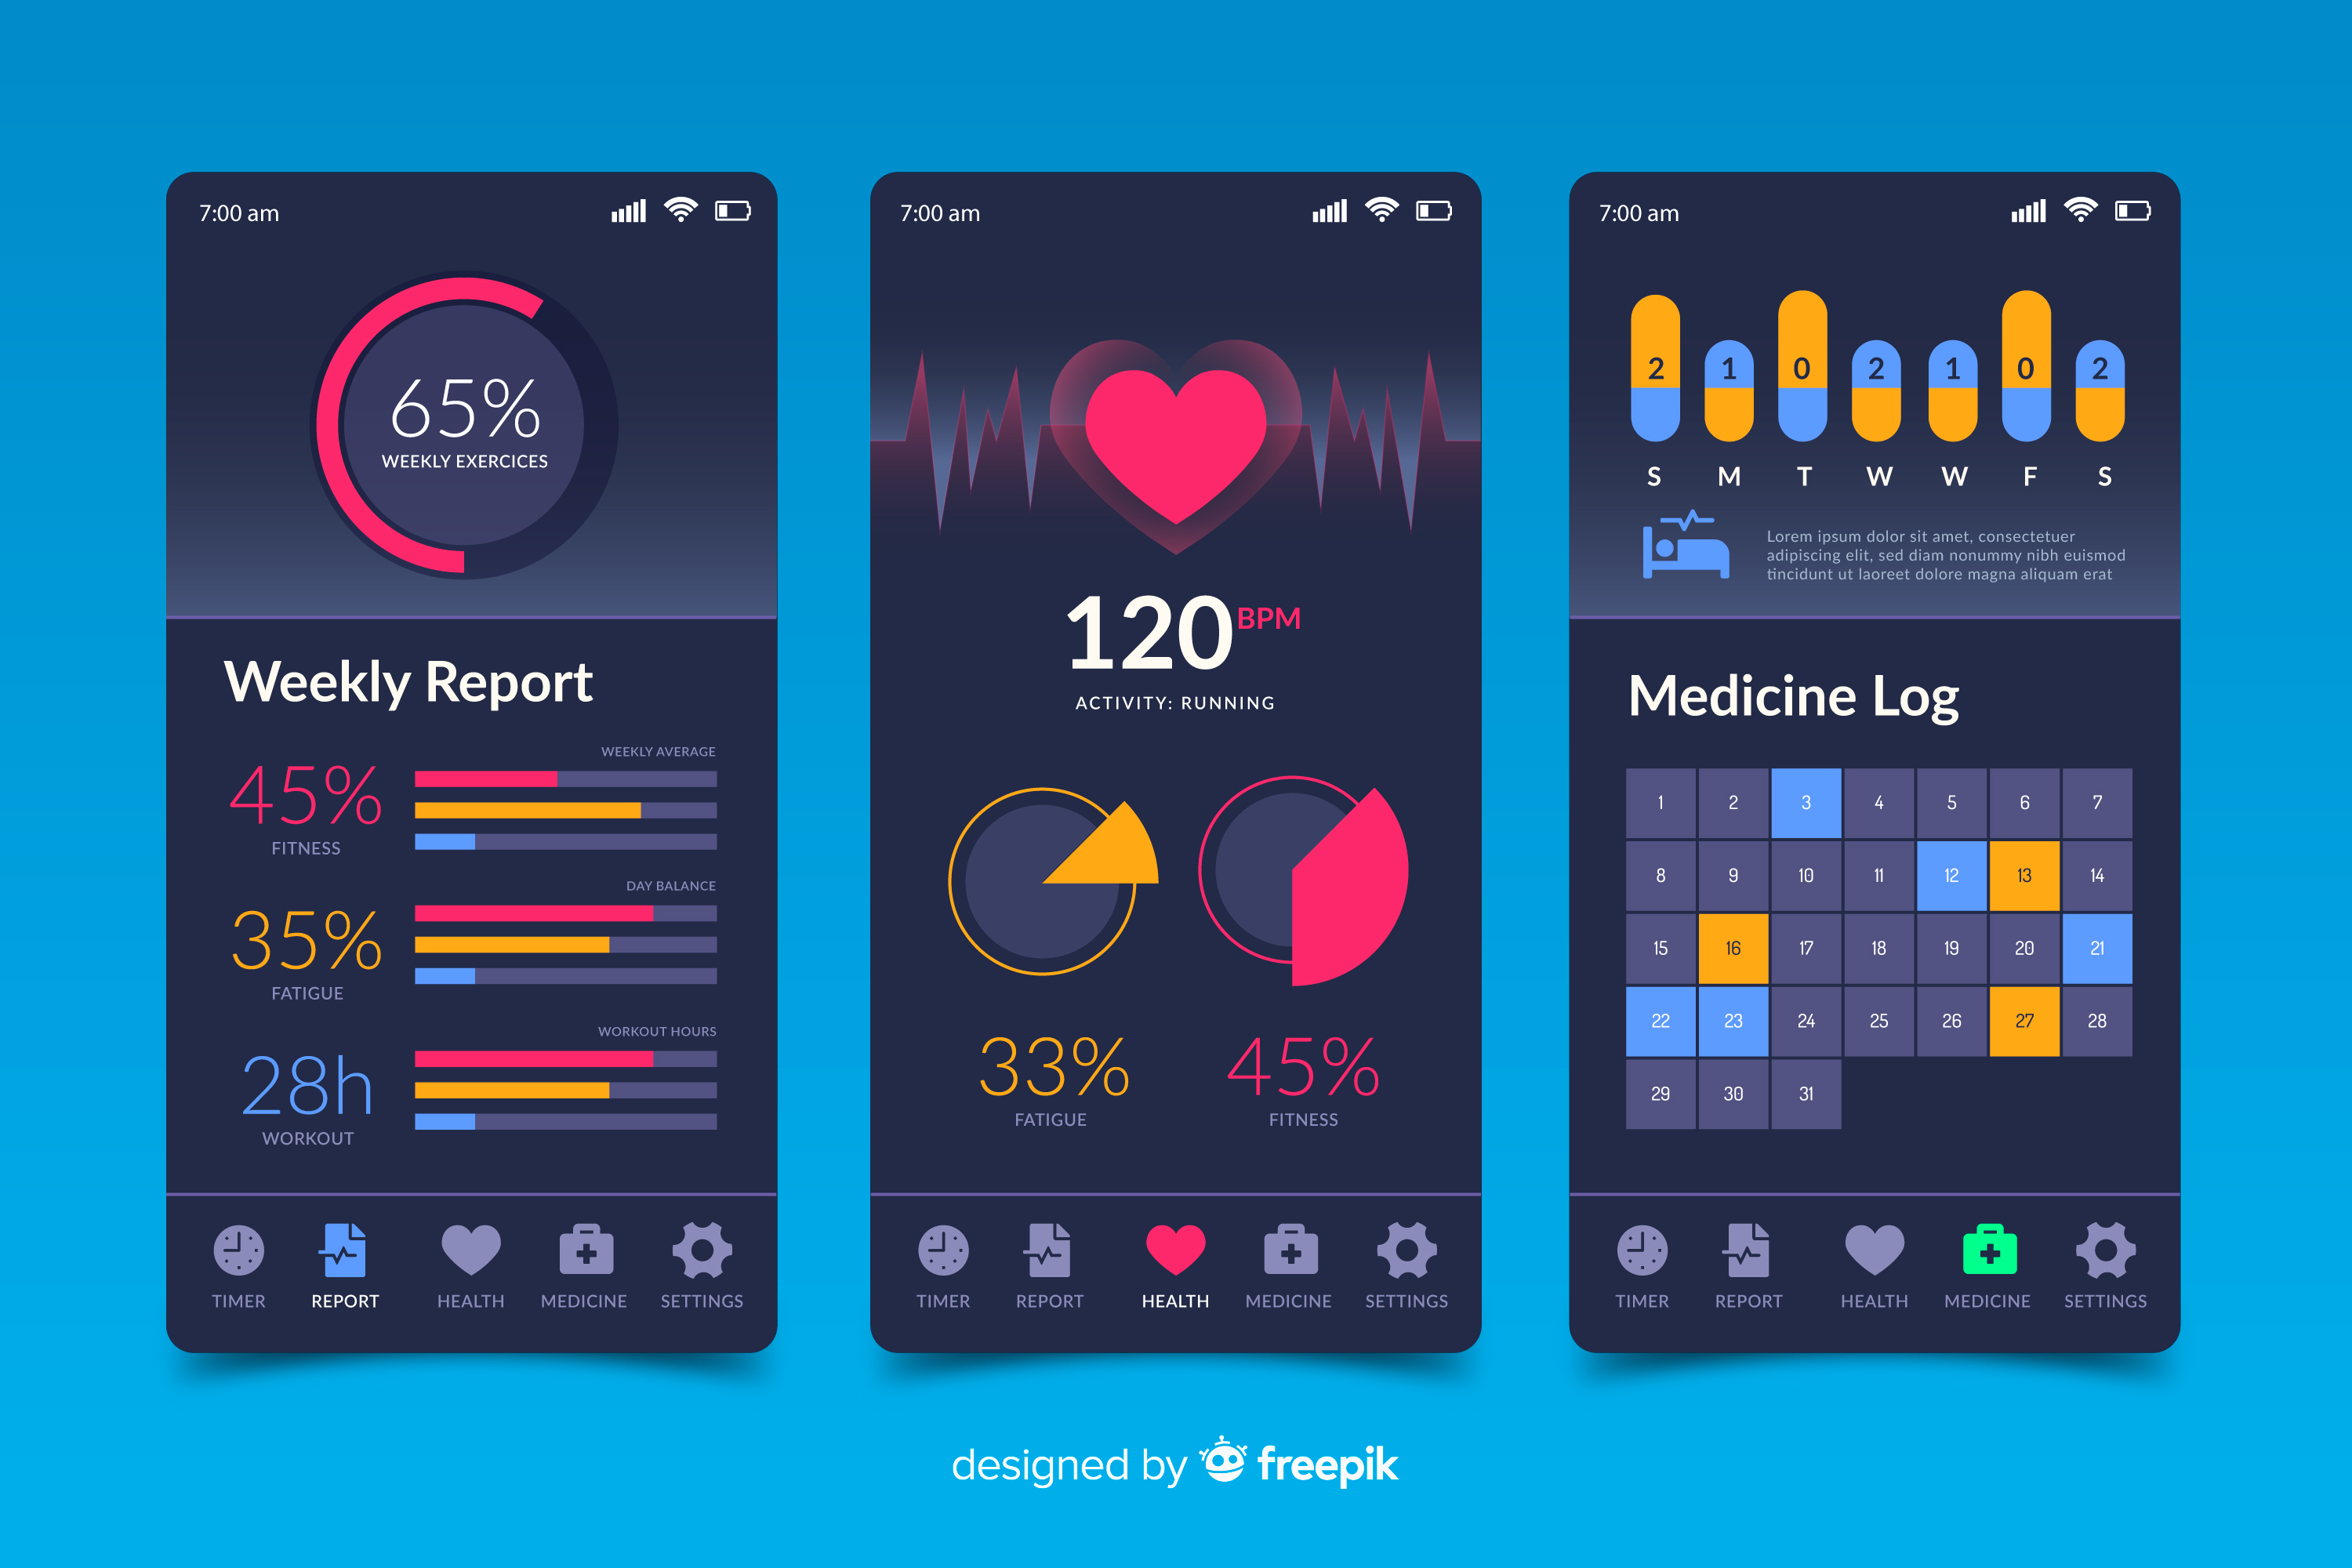 7:00 am
65%
WEEKLY EXERCICES
Weekly Report
WEEKLY AVERAGE
45%
FITNESS
DAY BALANCE
35%
FATIGUE
WORKOUT HOURS
28h
WORKOUT
TIMER REPORT HEALTH MEDICINE SETTINGS
7:00 am
120 BPM
ACTIVITY: RUNNING
33% 45%
FATIGUE FITNESS
TIMER REPORT HEALTH MEDICINE SETTINGS
7:00 am
2 1 0 2 1 0 2
S M T W W F S
Lorem ipsum dolor sit amet, consectetuer
adipiscing elit, sed diam nonummy nibh euismod
tincidunt ut laoreet dolore magna aliquam erat
Medicine Log
1 2 3 4 5 6 7
8 9 10 11 12 13 14
15 16 17 18 19 20 21
22 23 24 25 26 27 28
29 30 31
TIMER REPORT HEALTH MEDICINE SETTINGS
designed by freepik